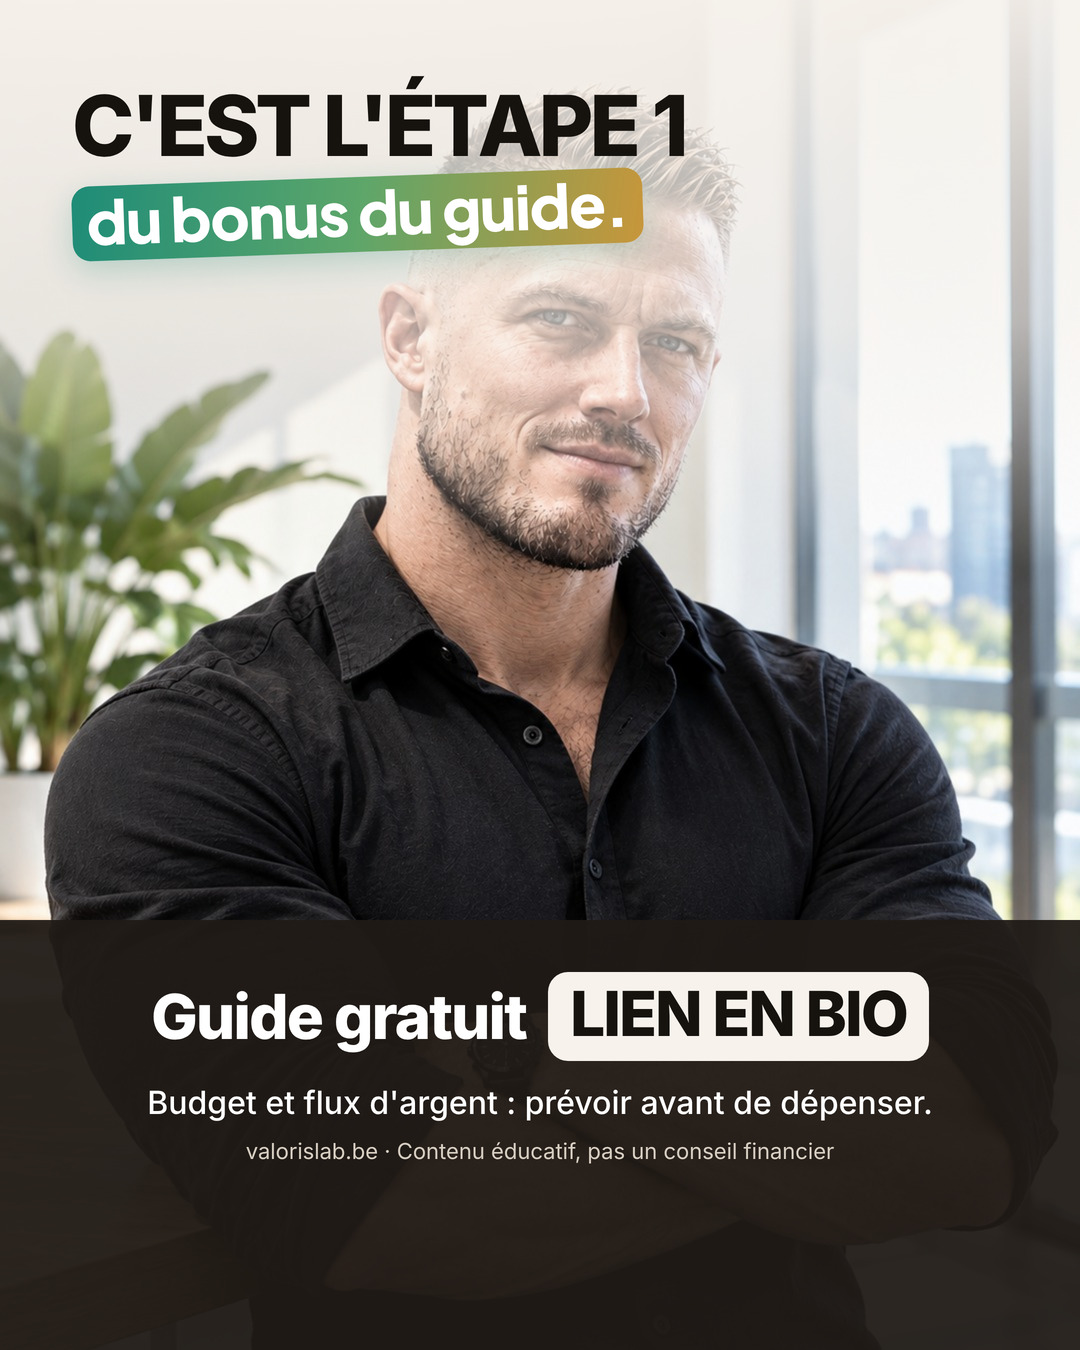 C'EST L'ÉTAPE 1
du bonus du guide.
Guide gratuit LIEN EN BIO
Budget et flux d'argent : prévoir avant de dépenser.
valorislab.be · Contenu éducatif, pas un conseil financier